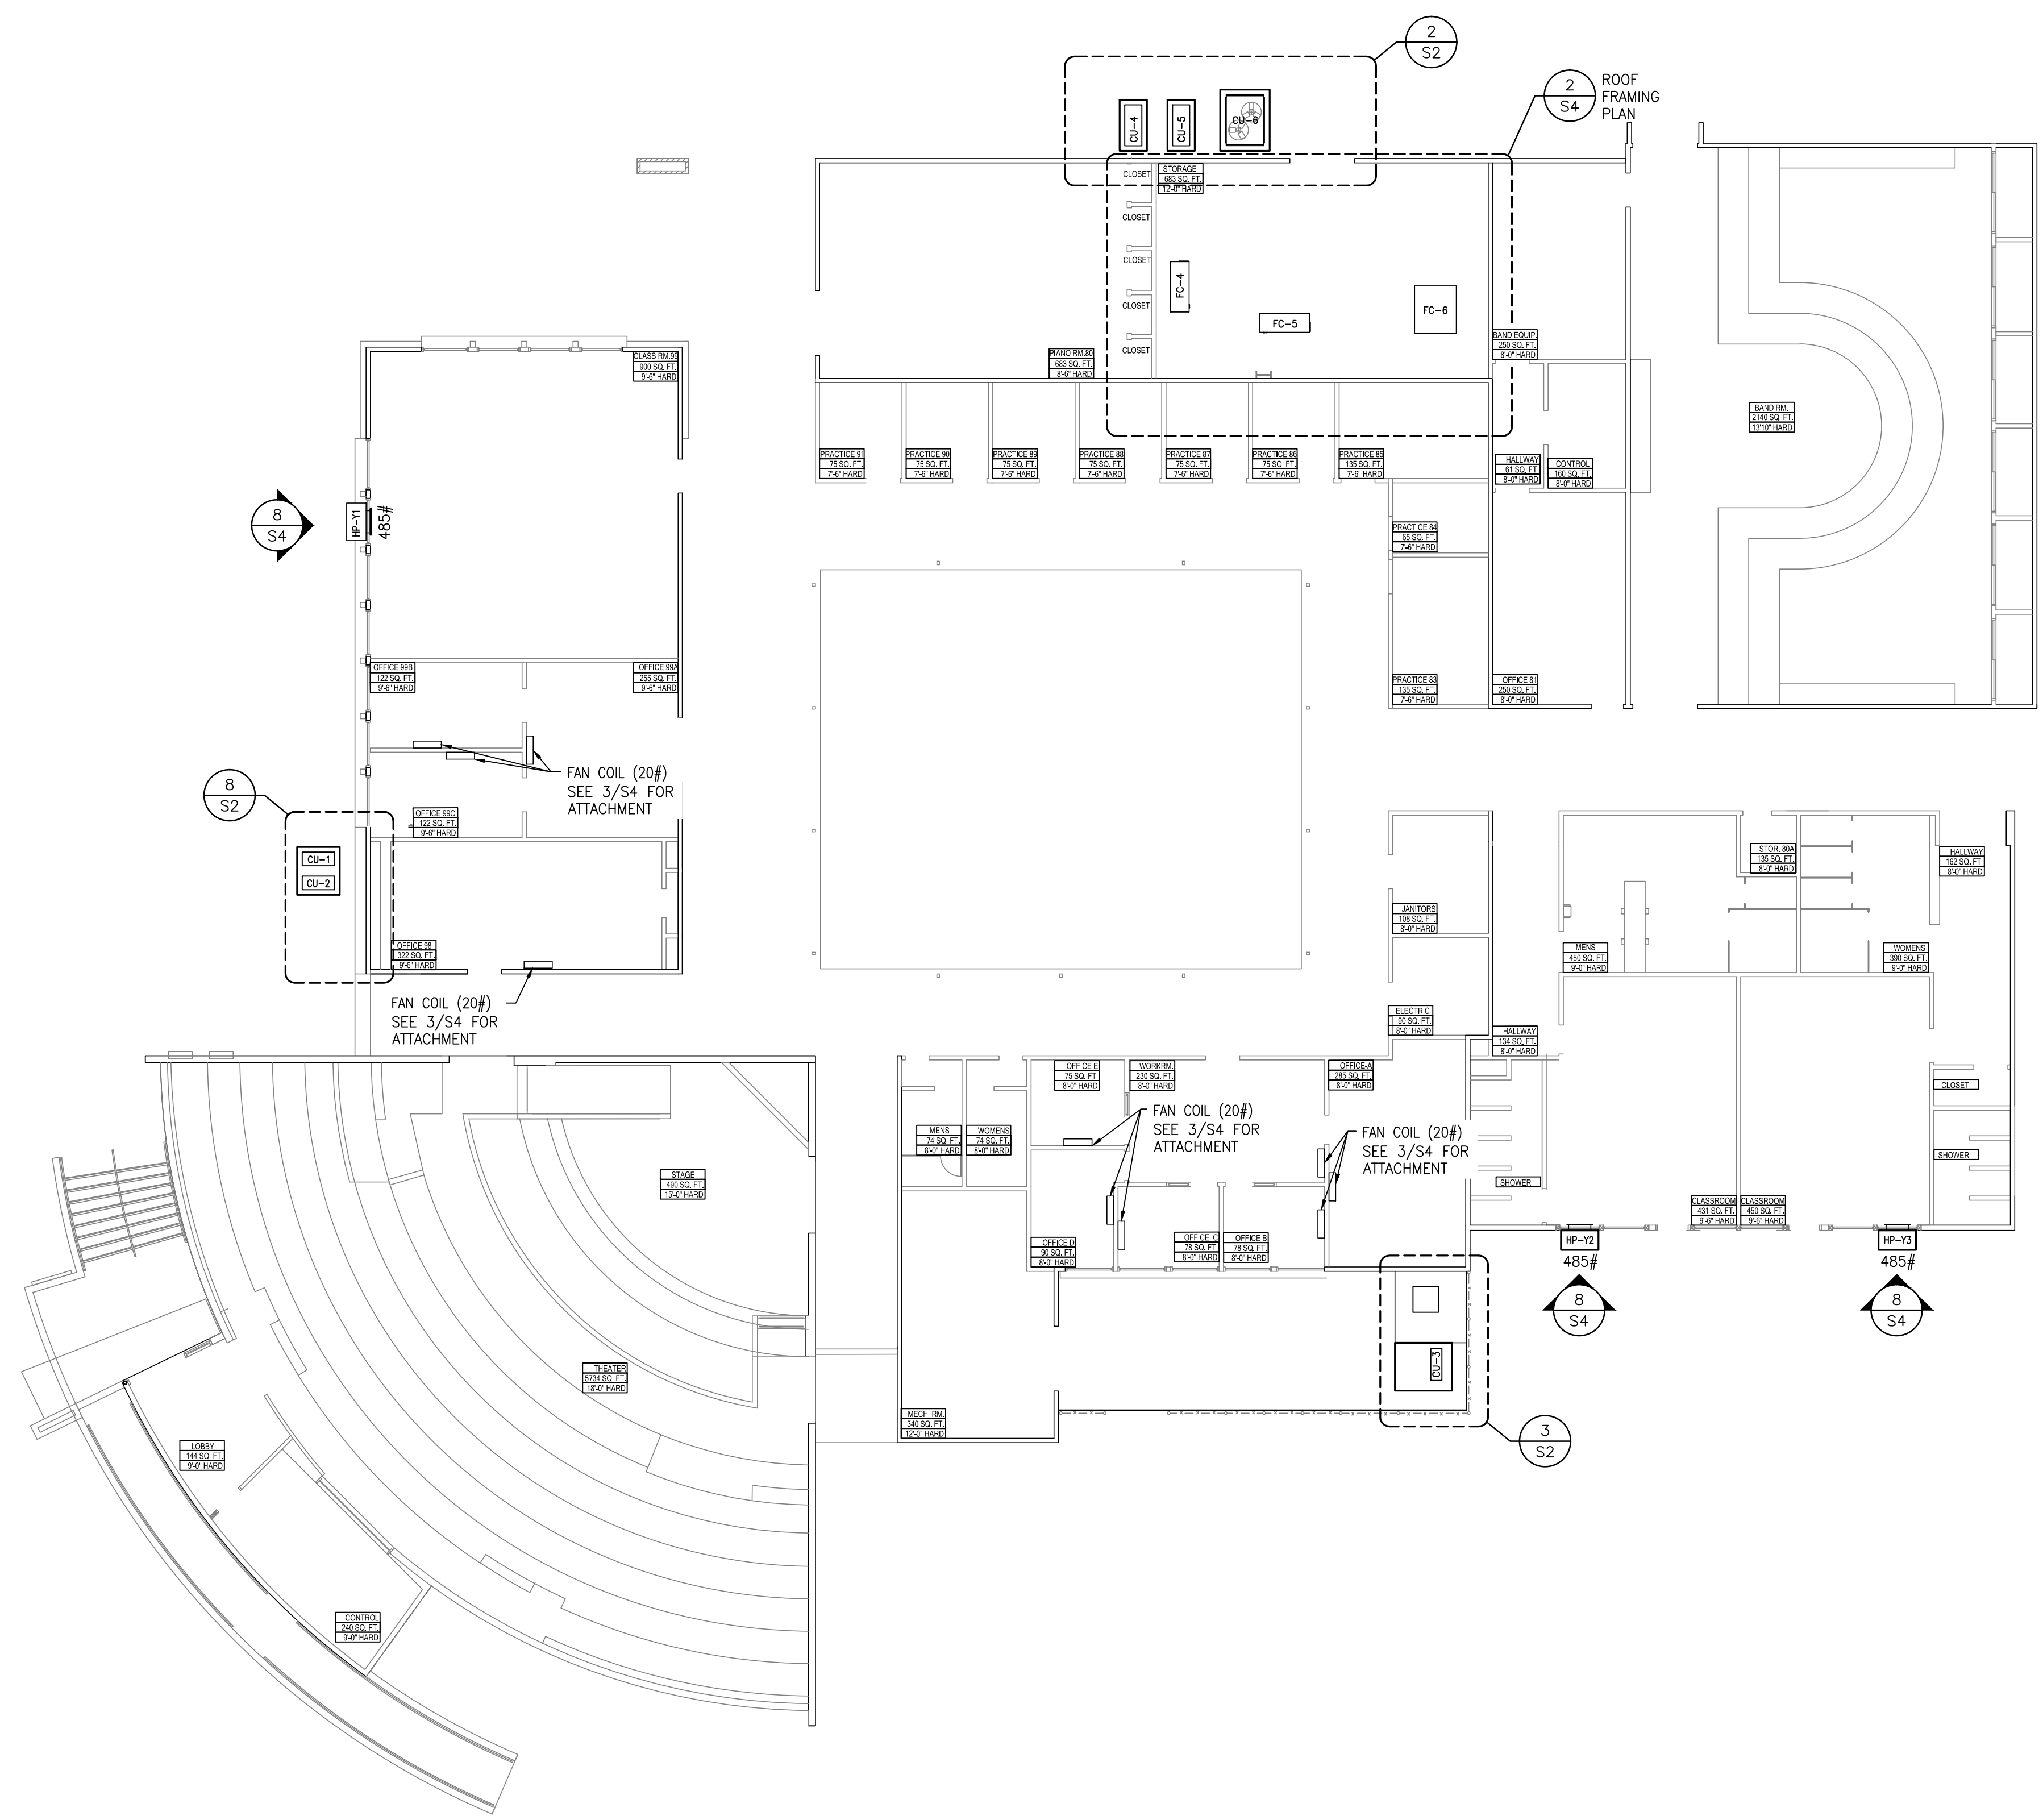 2
S2
2
S4
ROOF
FRAMING
PLAN
CU-4
CU-5
CU-6
CLOSET
STORAGE
683 SQ. FT.
12'-0" HARD
CLOSET
CLOSET
CLOSET
CLOSET
FC-4
FC-5
FC-6
PIANO RM.80
683 SQ. FT.
8'-6" HARD
BAND EQUIP.
250 SQ. FT.
8'-0" HARD
CLASS RM.99
900 SQ. FT.
9'-6" HARD
BAND RM.
2140 SQ. FT.
13'10" HARD
PRACTICE 91
75 SQ. FT.
7'-6" HARD
PRACTICE 90
75 SQ. FT.
7'-6" HARD
PRACTICE 89
75 SQ. FT.
7'-6" HARD
PRACTICE 88
75 SQ. FT.
7'-6" HARD
PRACTICE 87
75 SQ. FT.
7'-6" HARD
PRACTICE 86
75 SQ. FT.
7'-6" HARD
PRACTICE 85
135 SQ. FT.
7'-6" HARD
HALLWAY
61 SQ. FT.
8'-0" HARD
CONTROL
160 SQ. FT.
8'-0" HARD
8
S4
HP-Y1
485#
PRACTICE 84
65 SQ. FT.
7'-6" HARD
OFFICE 99B
122 SQ. FT.
9'-6" HARD
OFFICE 99A
255 SQ. FT.
9'-6" HARD
PRACTICE 83
135 SQ. FT.
7'-6" HARD
OFFICE 81
250 SQ. FT.
8'-0" HARD
FAN COIL (20#)
SEE 3/S4 FOR
ATTACHMENT
8
S2
OFFICE 99C
122 SQ. FT.
9'-6" HARD
CU-1
CU-2
STOR. 80A
135 SQ. FT.
8'-0" HARD
HALLWAY
162 SQ. FT.
8'-0" HARD
JANITORS
108 SQ. FT.
8'-0" HARD
OFFICE 98
322 SQ. FT.
9'-6" HARD
MENS
450 SQ. FT.
9'-0" HARD
WOMENS
390 SQ. FT.
9'-0" HARD
FAN COIL (20#)
SEE 3/S4 FOR
ATTACHMENT
ELECTRIC
90 SQ. FT.
8'-0" HARD
HALLWAY
134 SQ. FT.
8'-0" HARD
OFFICE E
75 SQ. FT.
8'-0" HARD
WORKRM.
230 SQ. FT.
8'-0" HARD
OFFICE-A
285 SQ. FT.
8'-0" HARD
CLOSET
FAN COIL (20#)
SEE 3/S4 FOR
ATTACHMENT
FAN COIL (20#)
SEE 3/S4 FOR
ATTACHMENT
MENS
74 SQ. FT.
8'-0" HARD
WOMENS
74 SQ. FT.
8'-0" HARD
SHOWER
STAGE
490 SQ. FT.
15'-0" HARD
SHOWER
CLASSROOM
431 SQ. FT.
9'-6" HARD
CLASSROOM
450 SQ. FT.
9'-6" HARD
OFFICE D
90 SQ. FT.
8'-0" HARD
OFFICE C
78 SQ. FT.
8'-0" HARD
OFFICE B
78 SQ. FT.
8'-0" HARD
HP-Y2
485#
8
S4
HP-Y3
485#
8
S4
CU-3
THEATER
5734 SQ. FT.
18'-0" HARD
MECH. RM.
340 SQ. FT.
12'-0" HARD
3
S2
LOBBY
144 SQ. FT.
9'-0" HARD
CONTROL
240 SQ. FT.
9'-0" HARD